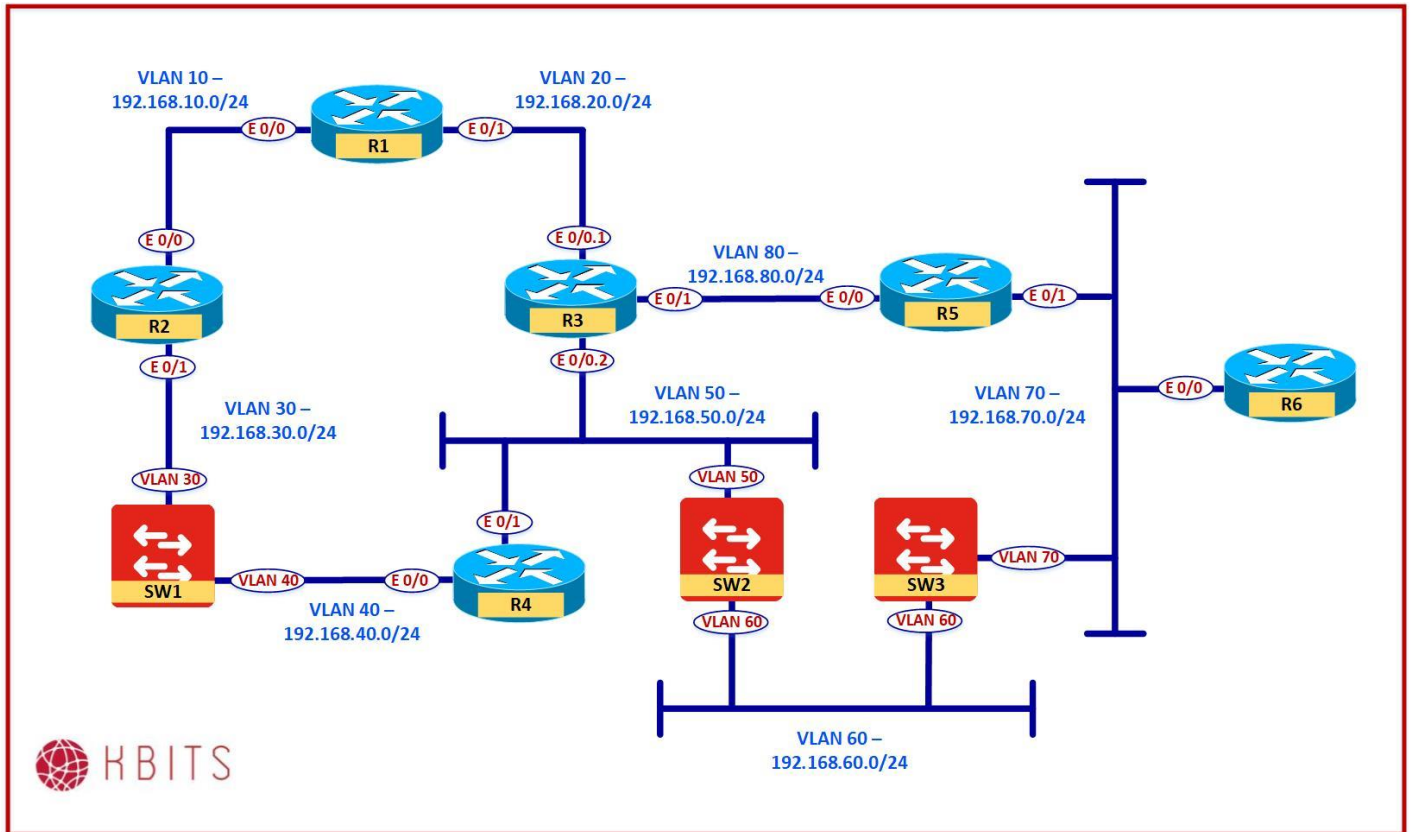 VLAN 10 –
192.168.10.0/24
VLAN 20 –
192.168.20.0/24
E 0/0
R1
E 0/1
E 0/0
R2
E 0/1
E 0/0.1
R3
E 0/1
E 0/0.2
VLAN 80 –
192.168.80.0/24
E 0/0
R5
E 0/1
VLAN 30 –
192.168.30.0/24
VLAN 50 –
192.168.50.0/24
VLAN 70 –
192.168.70.0/24
E 0/0
R6
VLAN 30
SW1
VLAN 40
E 0/0
E 0/1
R4
VLAN 40 –
192.168.40.0/24
VLAN 50
SW2
VLAN 60
SW3
VLAN 70
VLAN 60
VLAN 60 –
192.168.60.0/24
KBITS